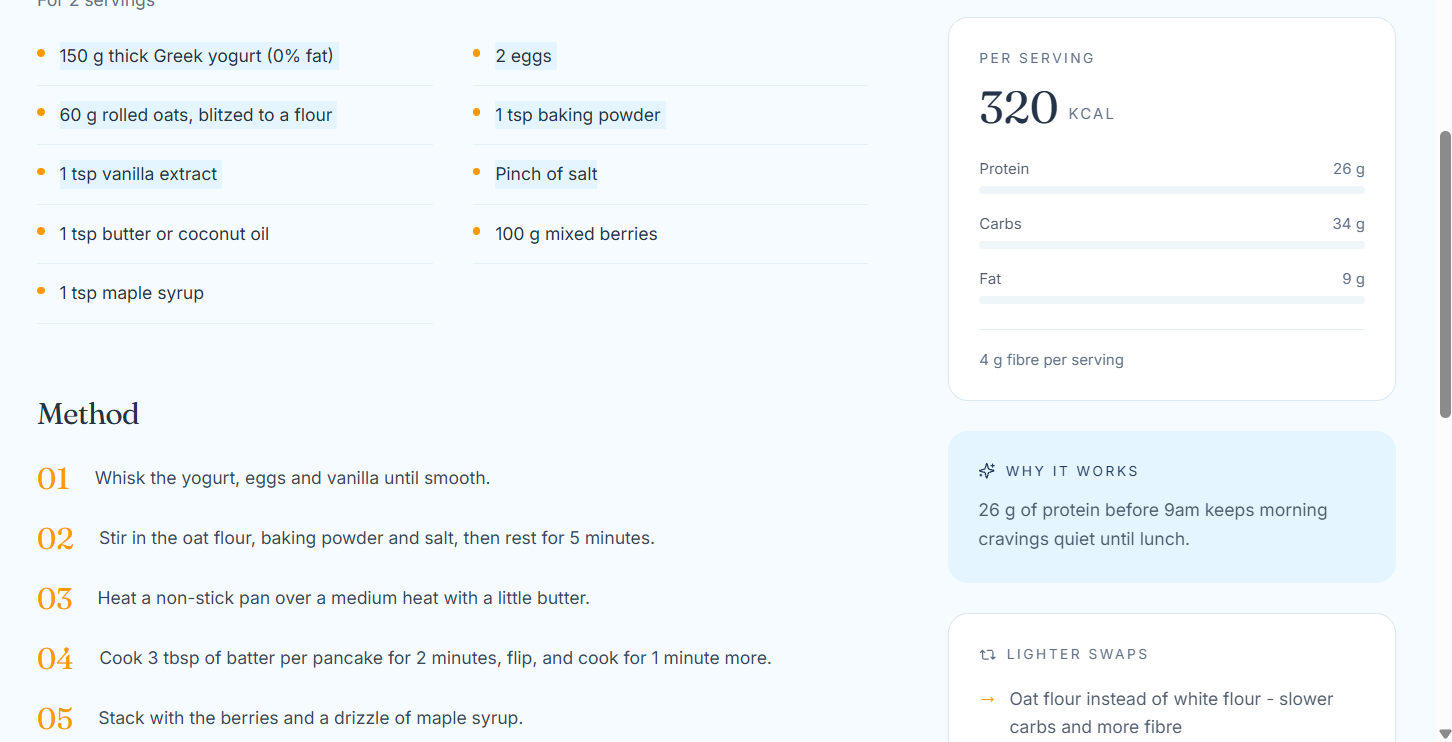 For 2 servings
150 g thick Greek yogurt (0% fat)
2 eggs
60 g rolled oats, blitzed to a flour
1 tsp baking powder
1 tsp vanilla extract
Pinch of salt
1 tsp butter or coconut oil
100 g mixed berries
1 tsp maple syrup
Method
01 Whisk the yogurt, eggs and vanilla until smooth.
02 Stir in the oat flour, baking powder and salt, then rest for 5 minutes.
03 Heat a non-stick pan over a medium heat with a little butter.
04 Cook 3 tbsp of batter per pancake for 2 minutes, flip, and cook for 1 minute more.
05 Stack with the berries and a drizzle of maple syrup.
PER SERVING
320 KCAL
Protein 26 g
Carbs 34 g
Fat 9 g
4 g fibre per serving
WHY IT WORKS
26 g of protein before 9am keeps morning
cravings quiet until lunch.
LIGHTER SWAPS
→ Oat flour instead of white flour - slower
carbs and more fibre